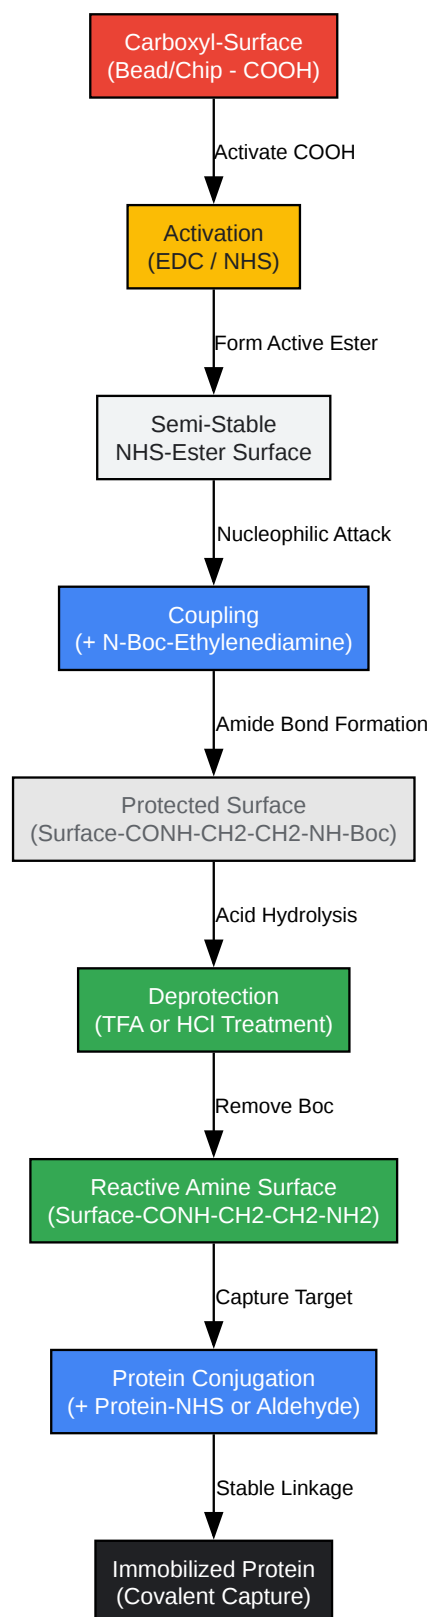 Carboxyl-Surface
(Bead/Chip - COOH)
Activate COOH
Activation
(EDC / NHS)
Form Active Ester
Semi-Stable
NHS-Ester Surface
Nucleophilic Attack
Coupling
(+ N-Boc-Ethylenediamine)
Amide Bond Formation
Protected Surface
(Surface-CONH-CH2-CH2-NH-Boc)
Acid Hydrolysis
Deprotection
(TFA or HCl Treatment)
Remove Boc
Reactive Amine Surface
(Surface-CONH-CH2-CH2-NH2)
Capture Target
Protein Conjugation
(+ Protein-NHS or Aldehyde)
Stable Linkage
Immobilized Protein
(Covalent Capture)